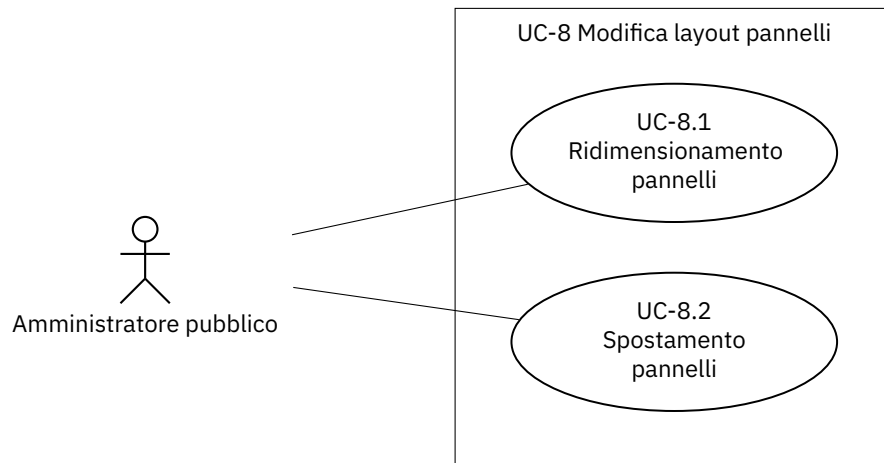 UC-8 Modifica layout pannelli
UC-8.1
Ridimensionamento
pannelli
Amministratore pubblico
UC-8.2
Spostamento
pannelli